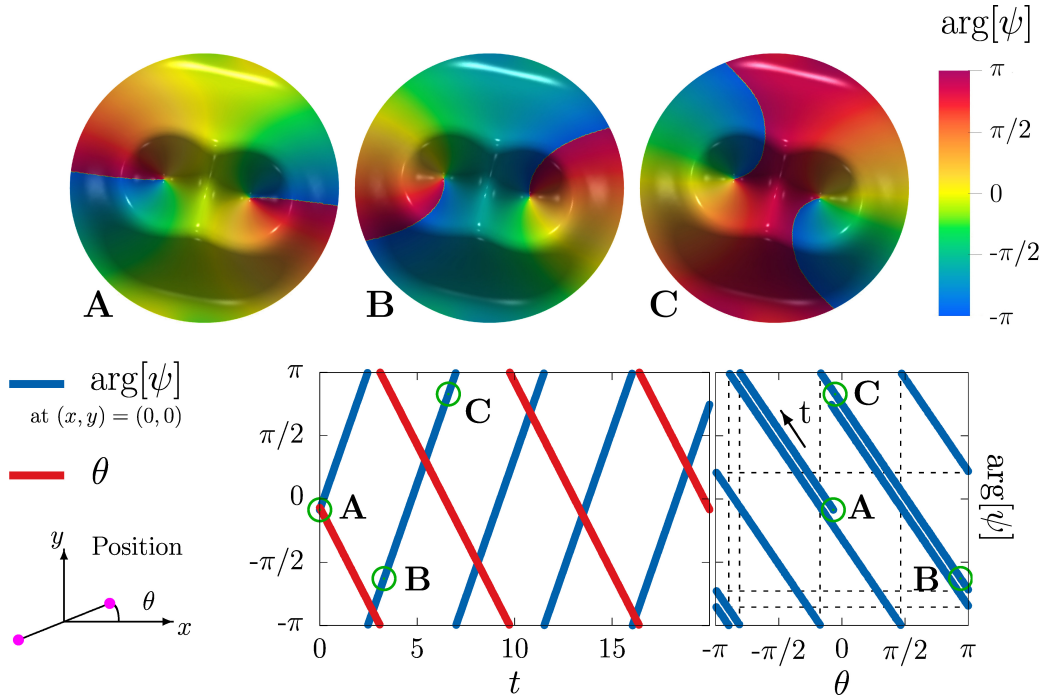 arg[ψ]
π
π/2
0
-π/2
-π
A
B
C
arg[ψ]
at (x, y) = (0, 0)
θ
y
Position
θ
x
π
π/2
0
-π/2
-π
A
B
C
0
5
10
15
t
C
t
A
B
-π
-π/2
0
π/2
π
θ
arg[ψ]